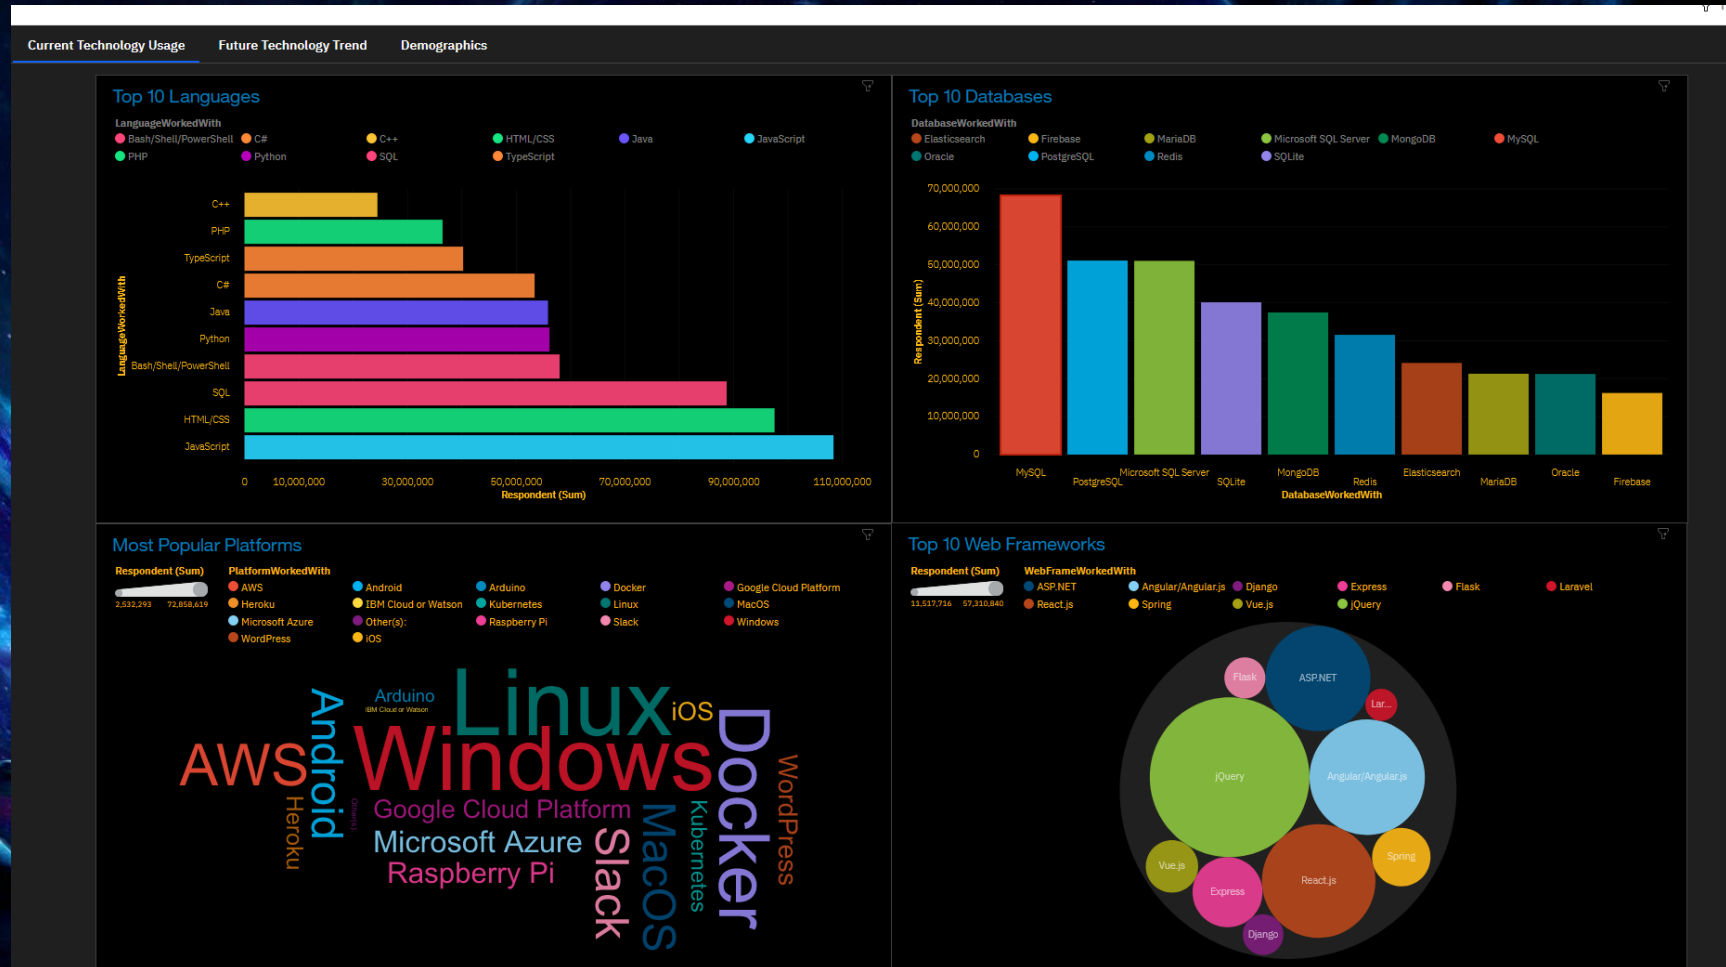 Current Technology Usage Future Technology Trend Demographics
Top 10 Languages
LanguageWorkedWith
Bash/Shell/PowerShell C# C++ HTML/CSS Java JavaScript
PHP Python SQL TypeScript
LanguageWorkedWith
C++
PHP
TypeScript
C#
Java
Python
Bash/Shell/PowerShell
SQL
HTML/CSS
JavaScript
0 10,000,000 30,000,000 50,000,000 70,000,000 90,000,000 110,000,000
Respondent (Sum)
Top 10 Databases
DatabaseWorkedWith
Elasticsearch Firebase MariaDB Microsoft SQL Server MongoDB MySQL
Oracle PostgreSQL Redis SQLite
Respondent (Sum)
70,000,000
60,000,000
50,000,000
40,000,000
30,000,000
20,000,000
10,000,000
0
MySQL PostgreSQL Microsoft SQL Server SQLite MongoDB Redis Elasticsearch MariaDB Oracle Firebase
DatabaseWorkedWith
Most Popular Platforms
Respondent (Sum) PlatformWorkedWith
2,532,293 72,858,619
AWS Android Arduino Docker Google Cloud Platform
Heroku IBM Cloud or Watson Kubernetes Linux MacOS
Microsoft Azure Other(s): Raspberry Pi Slack Windows
WordPress iOS
Linux
Arduino
IBM Cloud or Watson
iOS
Android
AWS
Windows
Docker
WordPress
Heroku
Other(s):
Google Cloud Platform
Microsoft Azure
Raspberry Pi
Slack
MacOS
Kubernetes
Top 10 Web Frameworks
Respondent (Sum) WebFrameWorkedWith
11,517,716 57,310,840
ASP.NET Angular/Angular.js Django Express Flask Laravel
React.js Spring Vue.js jQuery
Flask
ASP.NET
Lar...
jQuery
Angular/Angular.js
Spring
Vue.js
React.js
Express
Django